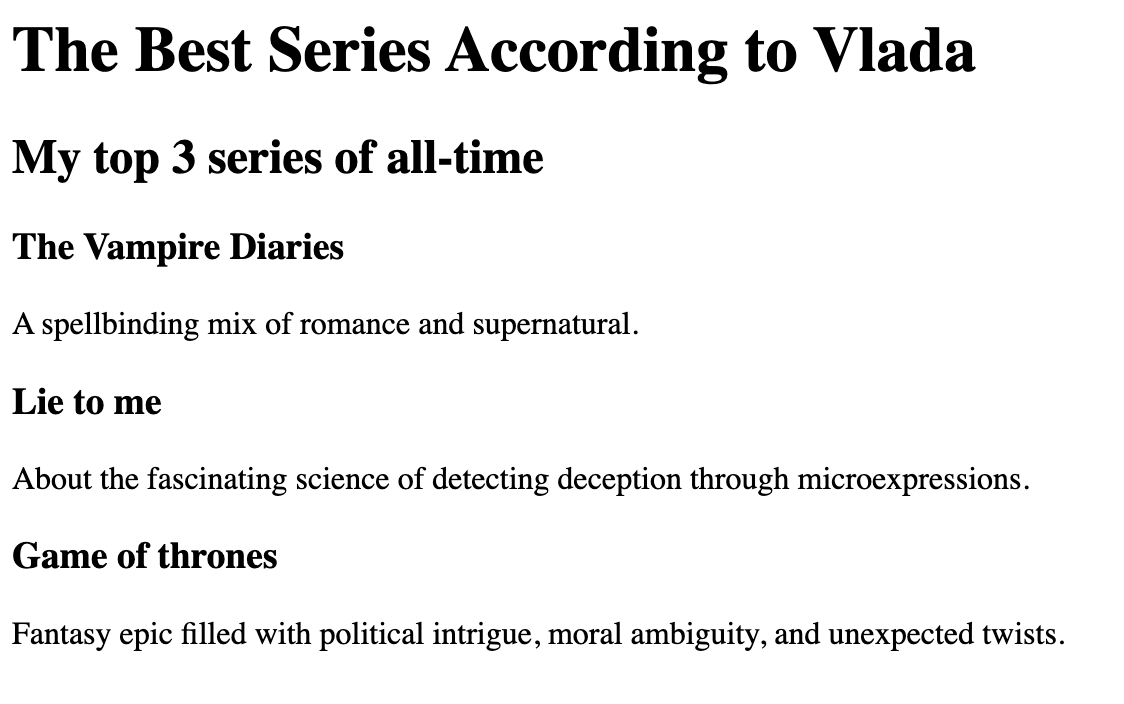 The Best Series According to Vlada
My top 3 series of all-time
The Vampire Diaries
A spellbinding mix of romance and supernatural.
Lie to me
About the fascinating science of detecting deception through microexpressions.
Game of thrones
Fantasy epic filled with political intrigue, moral ambiguity, and unexpected twists.